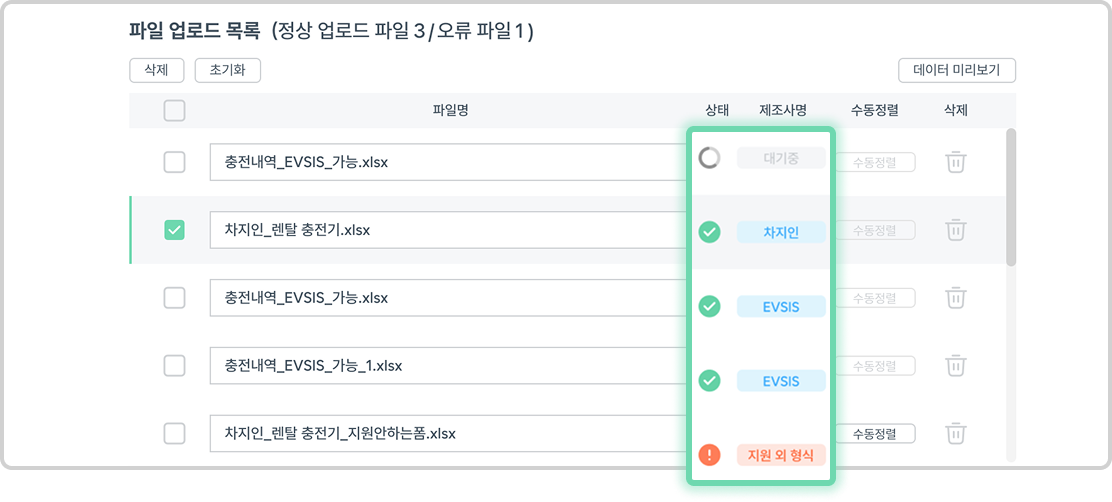 파일 업로드 목록 (정상 업로드 파일 3/오류 파일 1)
삭제 초기화 데이터 미리보기
파일명 상태 제조사명 수동정렬 삭제
충전내역_EVSIS_가능.xlsx 대기중 수동정렬
차지인_렌탈 충전기.xlsx 차지인 수동정렬
충전내역_EVSIS_가능.xlsx EVSIS 수동정렬
충전내역_EVSIS_가능_1.xlsx EVSIS 수동정렬
차지인_렌탈 충전기_지원안하는폼.xlsx 지원 외 형식 수동정렬